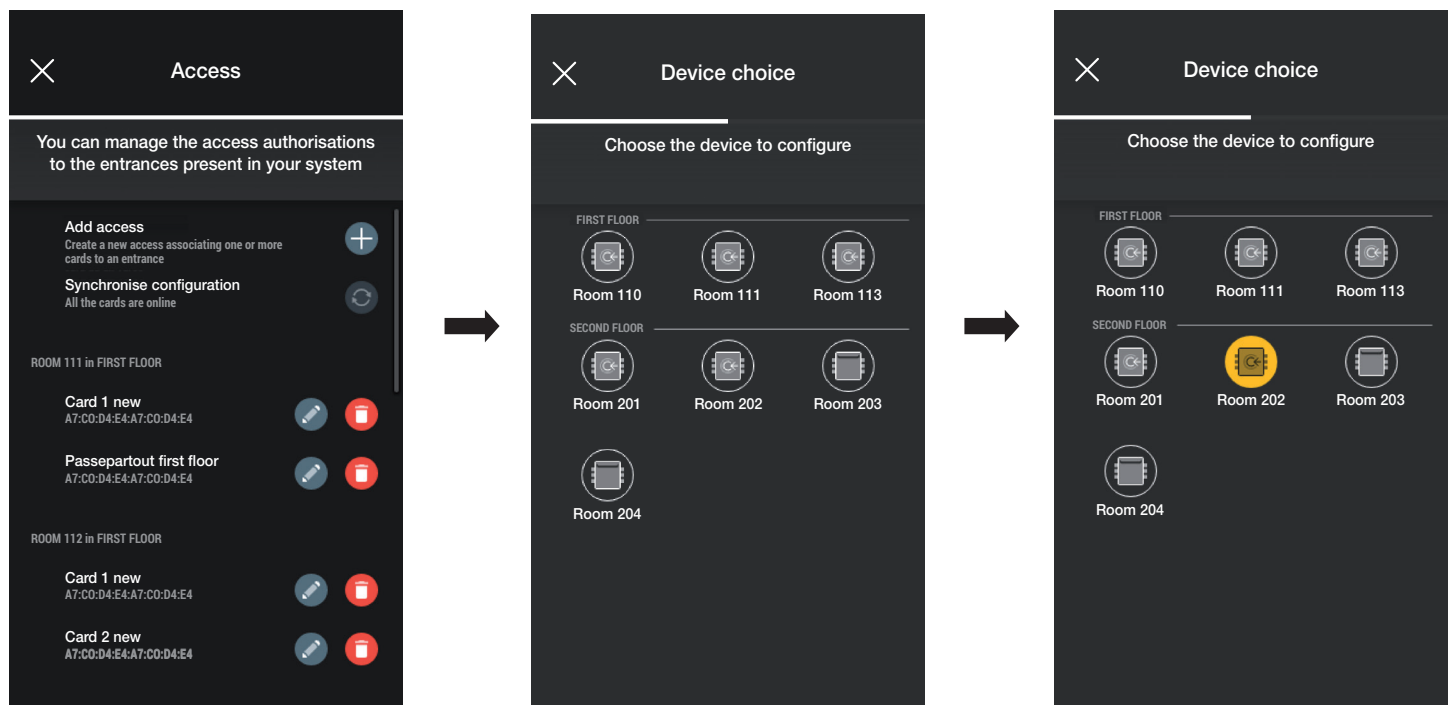 Access
You can manage the access authorisations
to the entrances present in your system
Add access
Create a new access associating one or more
cards to an entrance
Synchronise configuration
All the cards are online
ROOM 111 in FIRST FLOOR
Card 1 new
A7:C0:D4:E4:A7:C0:D4:E4
Passepartout first floor
A7:C0:D4:E4:A7:C0:D4:E4
ROOM 112 in FIRST FLOOR
Card 1 new
A7:C0:D4:E4:A7:C0:D4:E4
Card 2 new
A7:C0:D4:E4:A7:C0:D4:E4
Device choice
Choose the device to configure
FIRST FLOOR
Room 110 Room 111 Room 113
SECOND FLOOR
Room 201 Room 202 Room 203
Room 204
Device choice
Choose the device to configure
FIRST FLOOR
Room 110 Room 111 Room 113
SECOND FLOOR
Room 201 Room 202 Room 203
Room 204